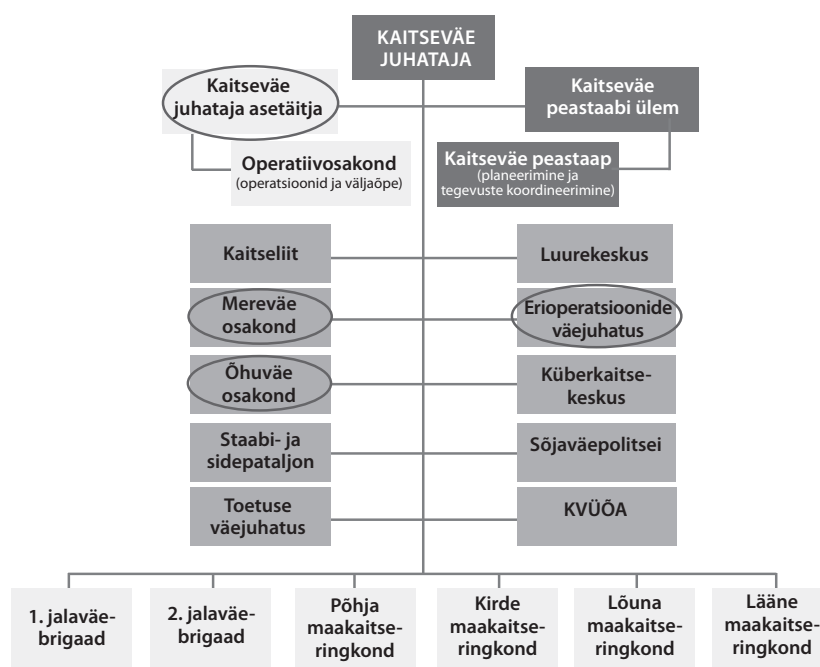 KAITSEVÄE
JUHATAJA
Kaitseväe
juhataja asetäitja
Kaitseväe
peastaabi ülem
Operatiivosakond
(operatsioonid ja väljaõpe)
Kaitseväe peastaap
(planeerimine ja
tegevuste koordineerimine)
Kaitseliit
Luurekeskus
Mereväe
osakond
Erioperatsioonide
väejuhatus
Õhuväe
osakond
Küberkaitse-
keskus
Staabi- ja
sidepataljon
Sõjaväepolitsei
Toetuse
väejuhatus
KVÜÕA
1. jalaväe-
brigaad
2. jalaväe-
brigaad
Põhja
maakaitse-
ringkond
Kirde
maakaitse-
ringkond
Lõuna
maakaitse-
ringkond
Lääne
maakaitse-
ringkond